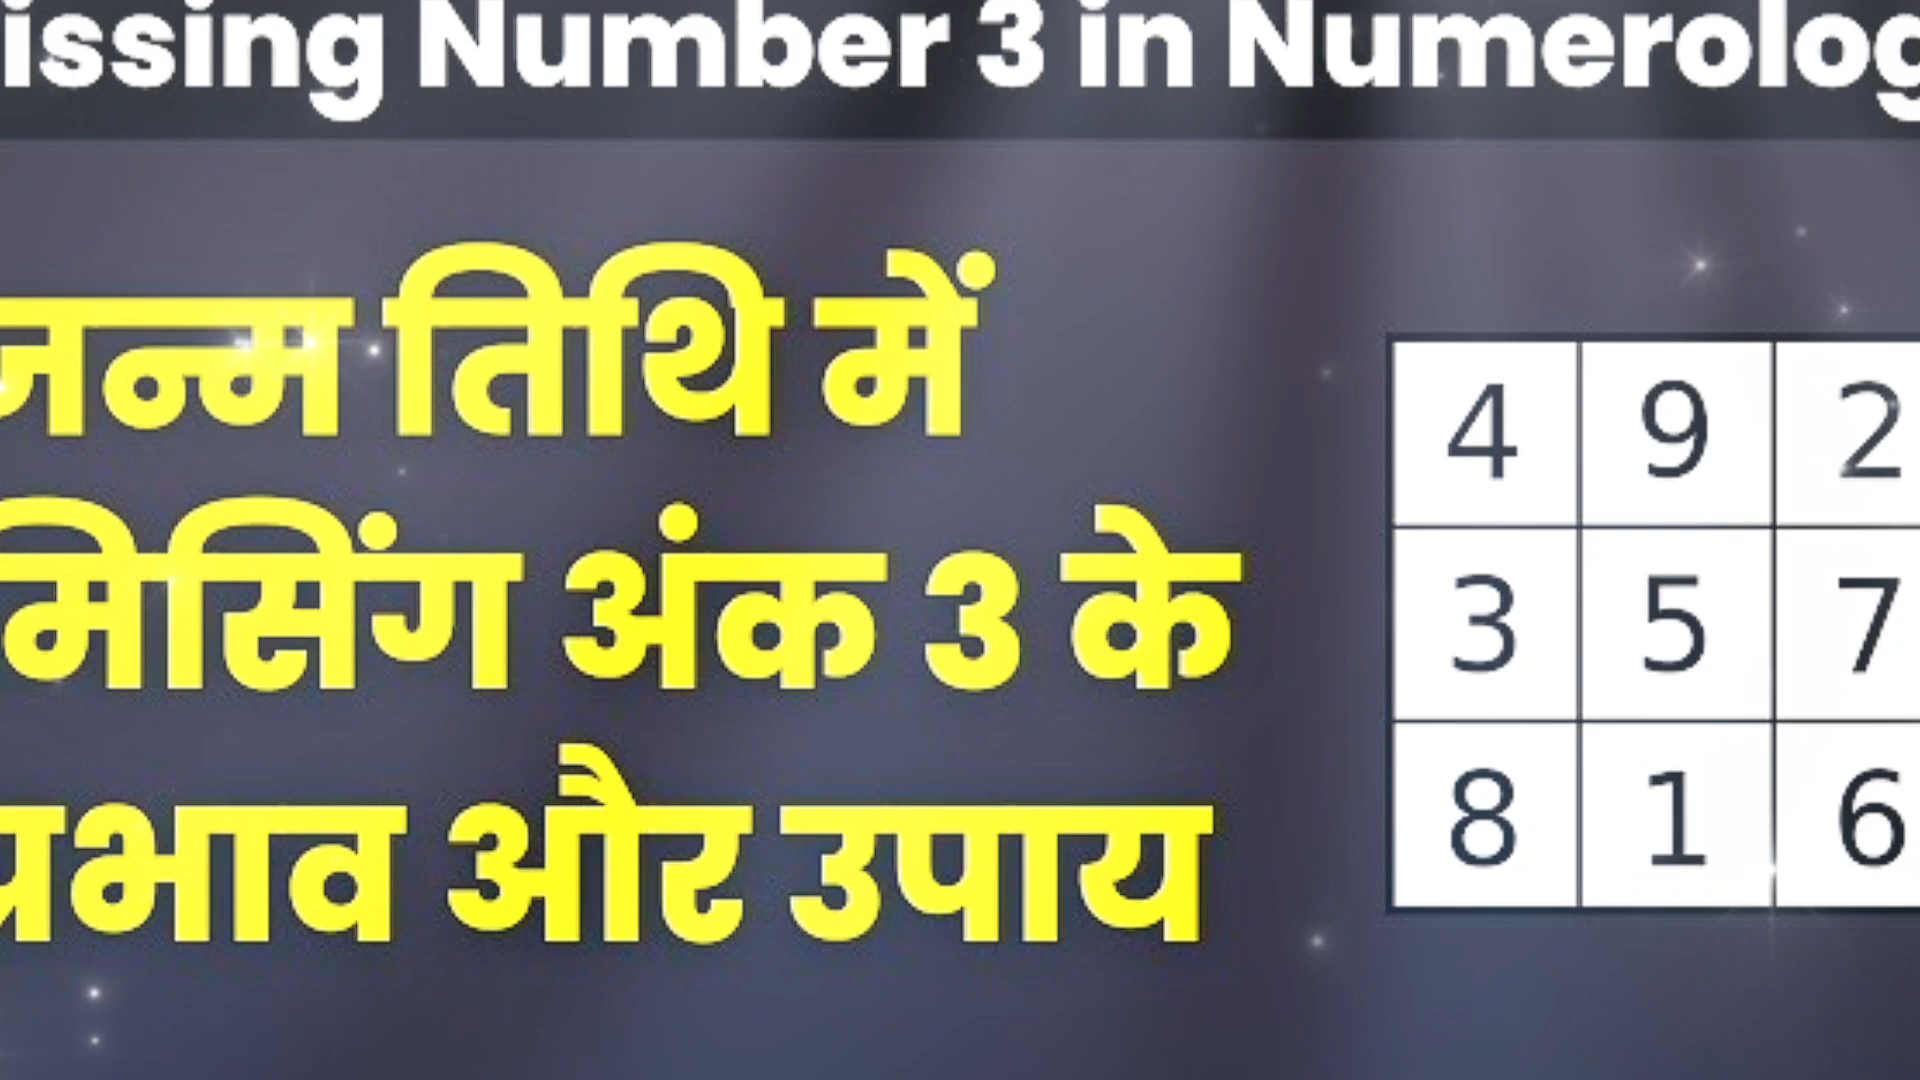 issing Number 3 in Numerolog
जन्म तिथि में
मिसिंग अंक 3 के
प्रभाव और उपाय
4 9 2
3 5 7
8 1 6